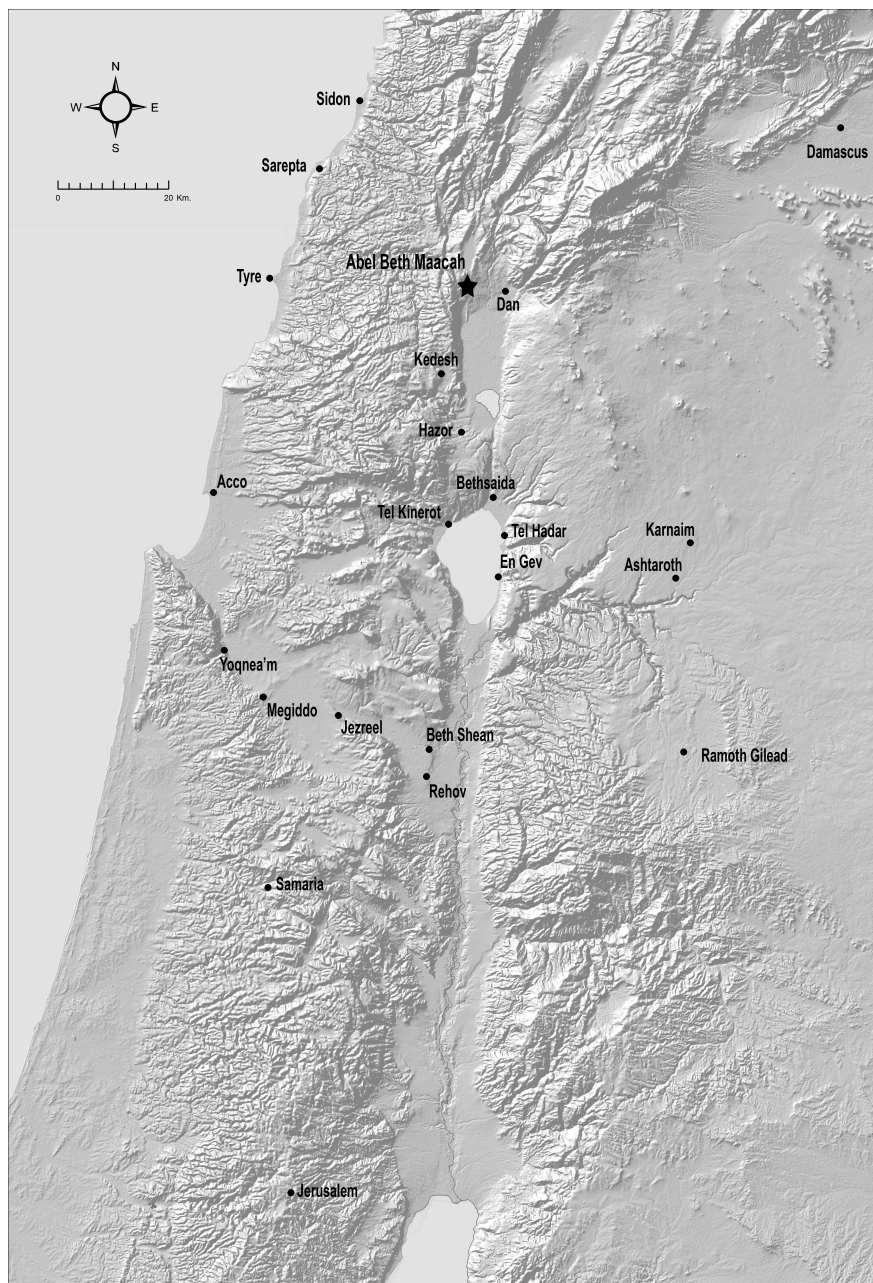 N
W E
S
0 20 Km.
Sidon
Damascus
Sarepta
Abel Beth Maacah
Tyre
Dan
Kedesh
Hazor
Acco
Bethsaida
Tel Kinerot
Tel Hadar
Karnaim
En Gev
Ashtaroth
Yoqnea'm
Megiddo
Jezreel
Beth Shean
Ramoth Gilead
Rehov
Samaria
Jerusalem